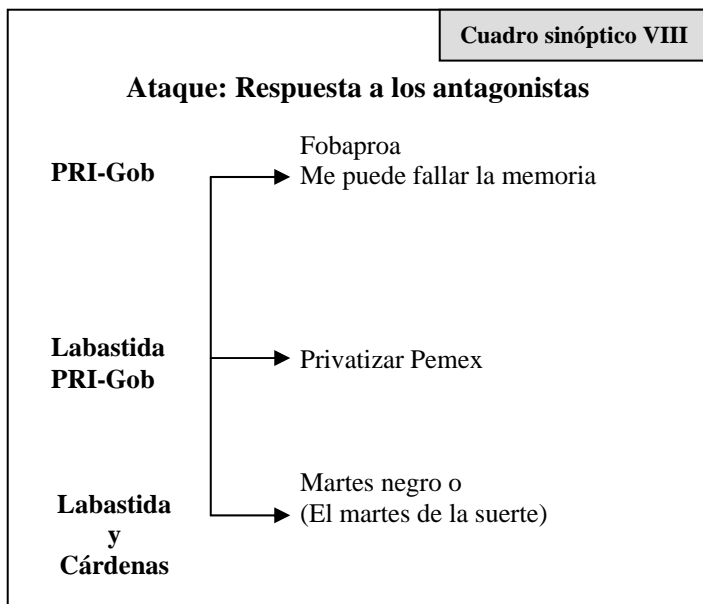 Cuadro sinóptico VIII
Ataque: Respuesta a los antagonistas
PRI-Gob
Fobaproa
Me puede fallar la memoria
Labastida
PRI-Gob
Privatizar Pemex
Labastida
y
Cárdenas
Martes negro o
(El martes de la suerte)